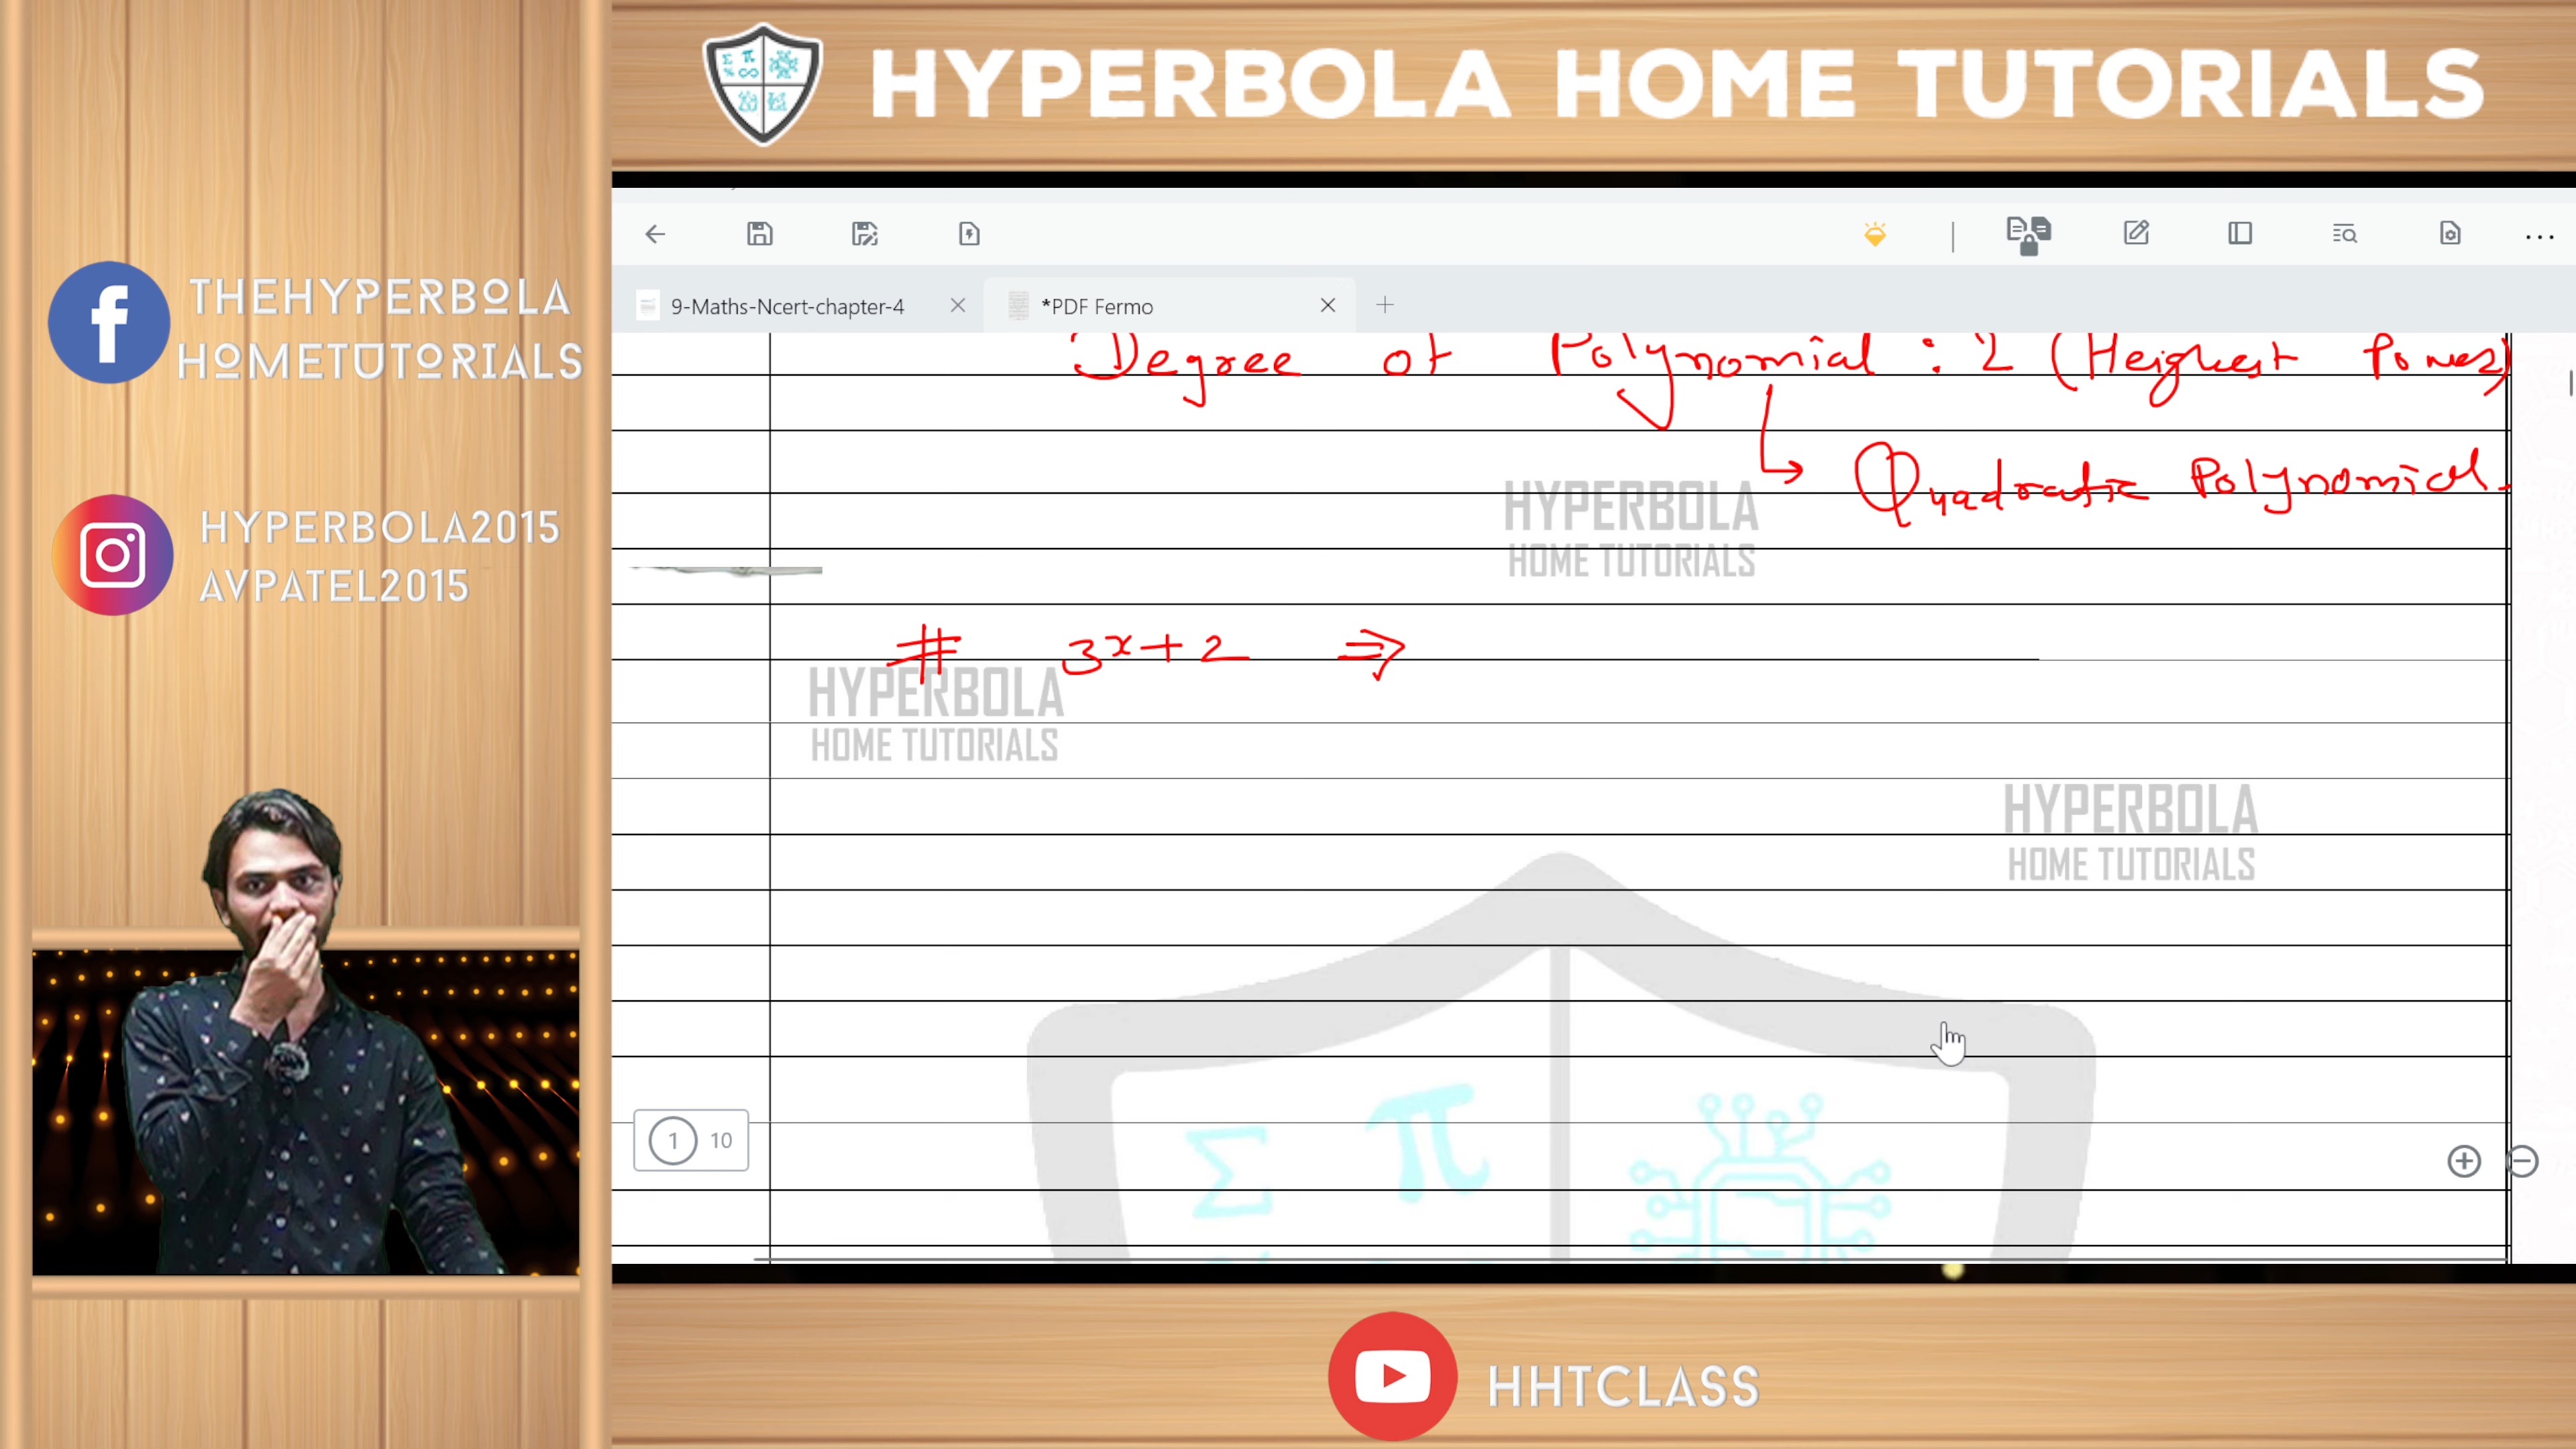 HYPERBOLA HOME TUTORIALS
THEHYPERBOLA
HOMETUTORIALS
HYPERBOLA2015
AVPATEL2015
9-Maths-Ncert-chapter-4
*PDF Fermo
Degree of Polynomial : 2 (Heighest Power)
Quadratic Polynomial.
HYPERBOLA
HOME TUTORIALS
# 3x+2 ⇒
HYPERBOLA
HOME TUTORIALS
HYPERBOLA
HOME TUTORIALS
Σ π
1 10
HHTCLASS